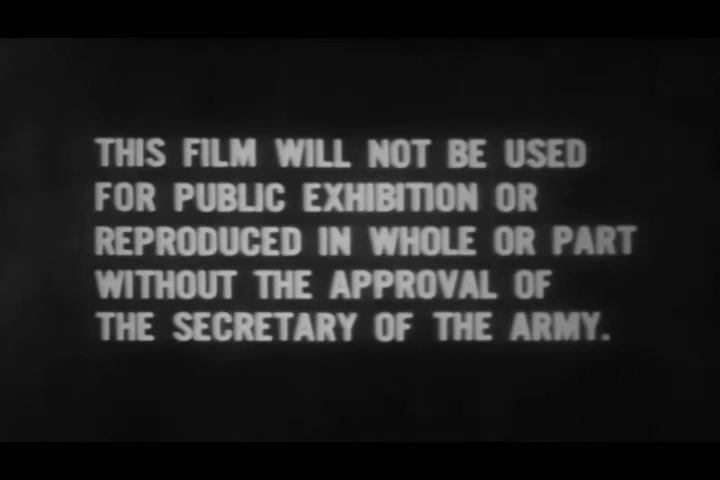 THIS FILM WILL NOT BE USED
FOR PUBLIC EXHIBITION OR
REPRODUCED IN WHOLE OR PART
WITHOUT THE APPROVAL OF
THE SECRETARY OF THE ARMY.